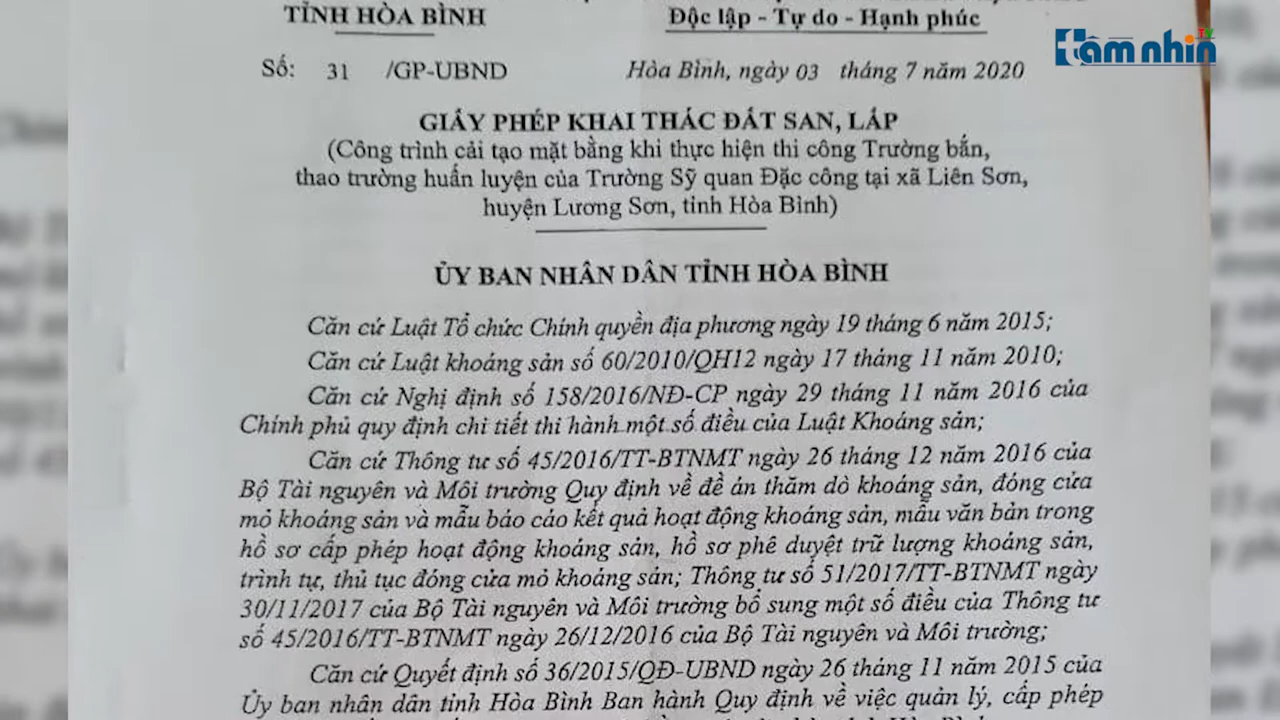 TỈNH HÒA BÌNH
Độc lập - Tự do - Hạnh phúc
tâm nhìn TV
Số: 31 /GP-UBND
Hòa Bình, ngày 03 tháng 7 năm 2020
GIẤY PHÉP KHAI THÁC ĐẤT SAN, LẤP
(Công trình cải tạo mặt bằng khi thực hiện thi công Trường bắn,
thao trường huấn luyện của Trường Sỹ quan Đặc công tại xã Liên Sơn,
huyện Lương Sơn, tỉnh Hòa Bình)
ỦY BAN NHÂN DÂN TỈNH HÒA BÌNH
Căn cứ Luật Tổ chức Chính quyền địa phương ngày 19 tháng 6 năm 2015;
Căn cứ Luật khoáng sản số 60/2010/QH12 ngày 17 tháng 11 năm 2010;
Căn cứ Nghị định số 158/2016/NĐ-CP ngày 29 tháng 11 năm 2016 của
Chính phủ quy định chi tiết thi hành một số điều của Luật Khoáng sản;
Căn cứ Thông tư số 45/2016/TT-BTNMT ngày 26 tháng 12 năm 2016 của
Bộ Tài nguyên và Môi trường Quy định về đề án thăm dò khoáng sản, đóng cửa
mỏ khoáng sản và mẫu báo cáo kết quả hoạt động khoáng sản, mẫu văn bản trong
hồ sơ cấp phép hoạt động khoáng sản, hồ sơ phê duyệt trữ lượng khoáng sản,
trình tự, thủ tục đóng cửa mỏ khoáng sản; Thông tư số 51/2017/TT-BTNMT ngày
30/11/2017 của Bộ Tài nguyên và Môi trường bổ sung một số điều của Thông tư
số 45/2016/TT-BTNMT ngày 26/12/2016 của Bộ Tài nguyên và Môi trường;
Căn cứ Quyết định số 36/2015/QĐ-UBND ngày 26 tháng 11 năm 2015 của
Ủy ban nhân dân tỉnh Hòa Bình Ban hành Quy định về việc quản lý, cấp phép